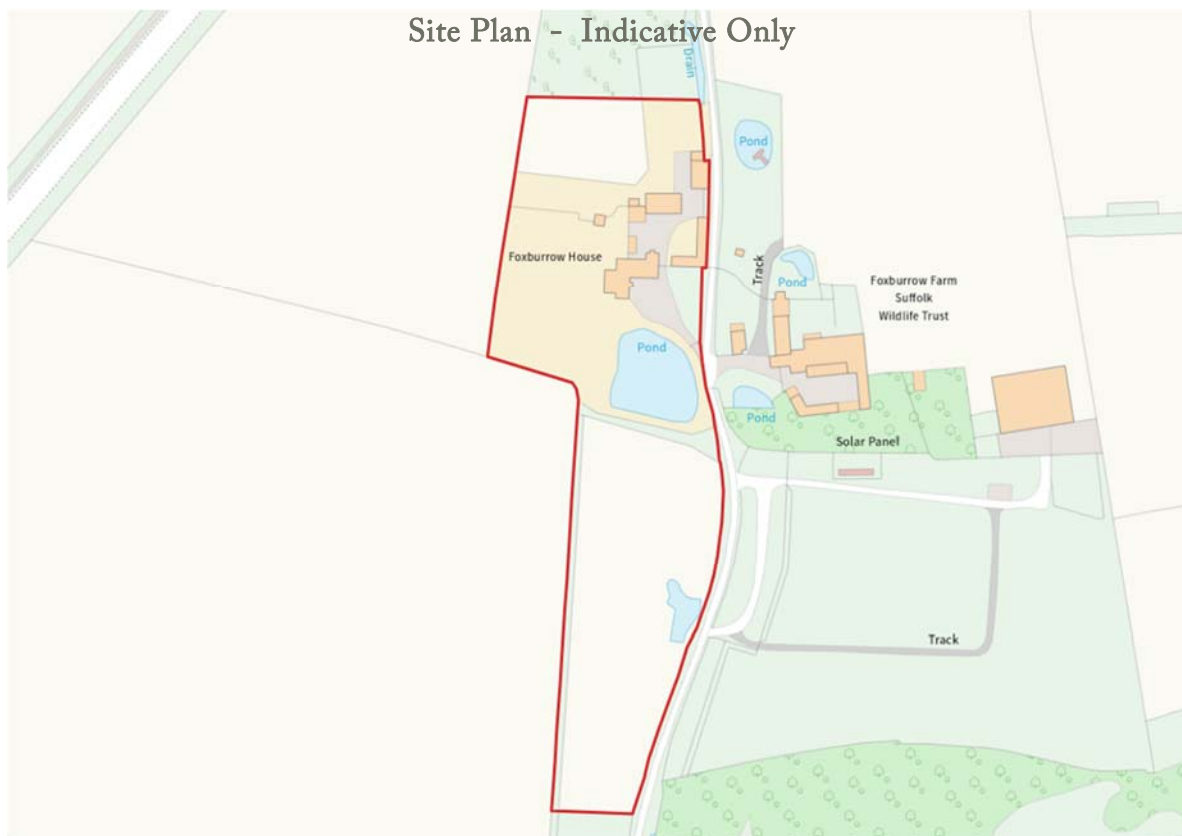 Site Plan - Indicative Only
Drain
Pond
Foxburrow House
Track
Pond
Foxburrow Farm
Suffolk
Wildlife Trust
Pond
Pond
Solar Panel
Track